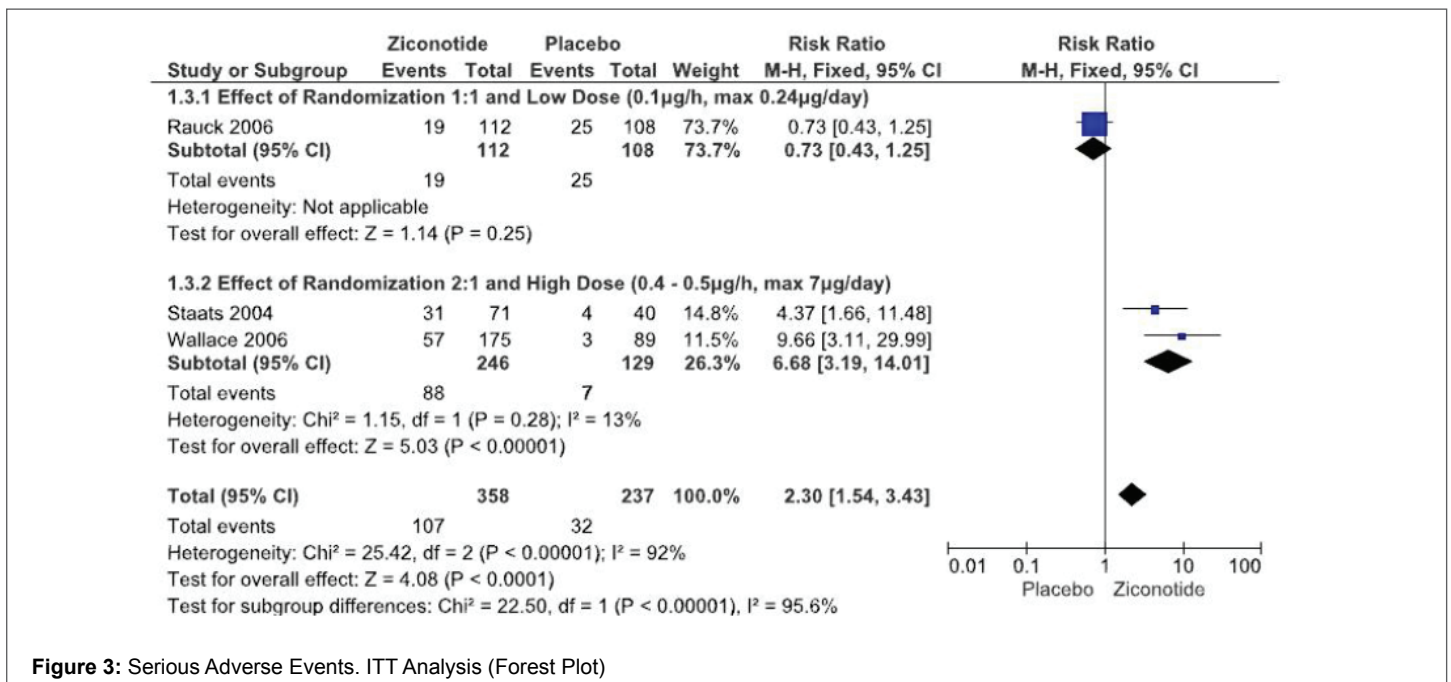 Ziconotide Placebo Risk Ratio Risk Ratio
Study or Subgroup Events Total Events Total Weight M-H, Fixed, 95% CI M-H, Fixed, 95% CI
1.3.1 Effect of Randomization 1:1 and Low Dose (0.1µg/h, max 0.24µg/day)
Rauck 2006 19 112 25 108 73.7% 0.73 [0.43, 1.25]
Subtotal (95% CI) 112 108 73.7% 0.73 [0.43, 1.25]
Total events 19 25
Heterogeneity: Not applicable
Test for overall effect: Z = 1.14 (P = 0.25)
1.3.2 Effect of Randomization 2:1 and High Dose (0.4 - 0.5µg/h, max 7µg/day)
Staats 2004 31 71 4 40 14.8% 4.37 [1.66, 11.48]
Wallace 2006 57 175 3 89 11.5% 9.66 [3.11, 29.99]
Subtotal (95% CI) 246 129 26.3% 6.68 [3.19, 14.01]
Total events 88 7
Heterogeneity: Chi² = 1.15, df = 1 (P = 0.28); I² = 13%
Test for overall effect: Z = 5.03 (P < 0.00001)
Total (95% CI) 358 237 100.0% 2.30 [1.54, 3.43]
Total events 107 32
Heterogeneity: Chi² = 25.42, df = 2 (P < 0.00001); I² = 92%
Test for overall effect: Z = 4.08 (P < 0.0001)
Test for subgroup differences: Chi² = 22.50, df = 1 (P < 0.00001), I² = 95.6%
0.01 0.1 1 10 100
Placebo Ziconotide
Figure 3: Serious Adverse Events. ITT Analysis (Forest Plot)